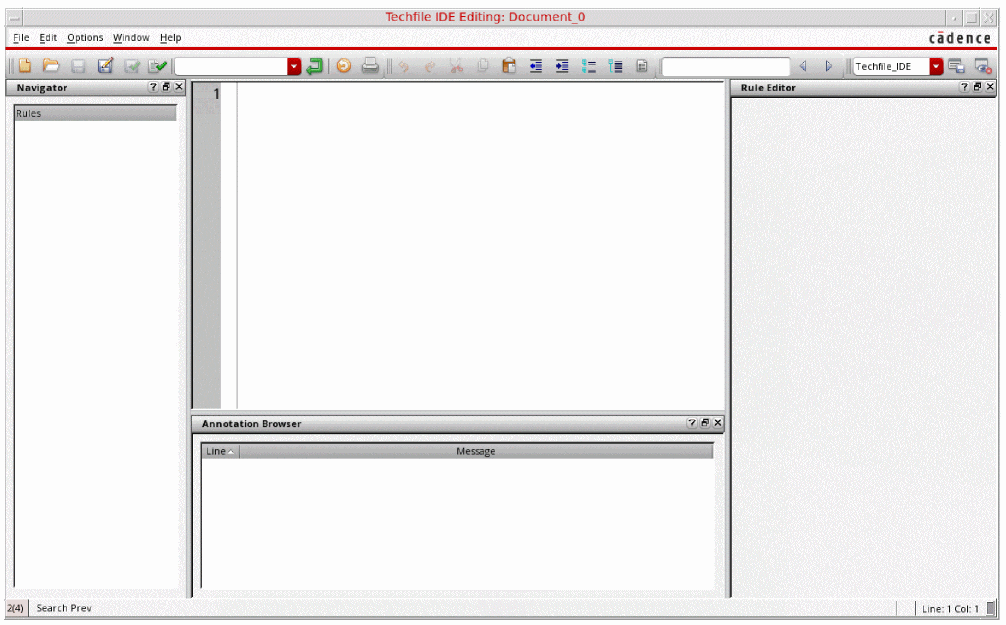 Techfile IDE Editing: Document_0
File Edit Options Window Help
cādence
Techfile_IDE
Navigator
Rule Editor
1
Rules
Annotation Browser
Line
Message
2(4) Search Prev
Line: 1 Col: 1